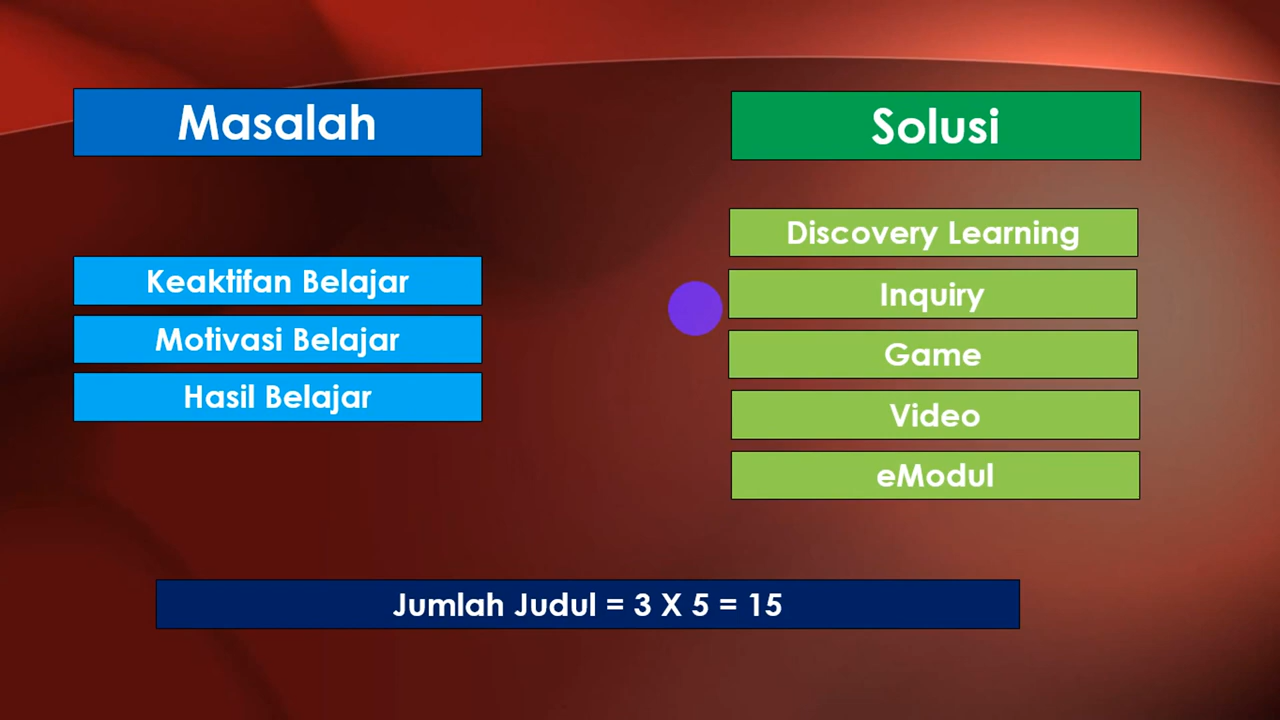 Masalah
Keaktifan Belajar
Motivasi Belajar
Hasil Belajar
Solusi
Discovery Learning
Inquiry
Game
Video
eModul
Jumlah Judul = 3 X 5 = 15